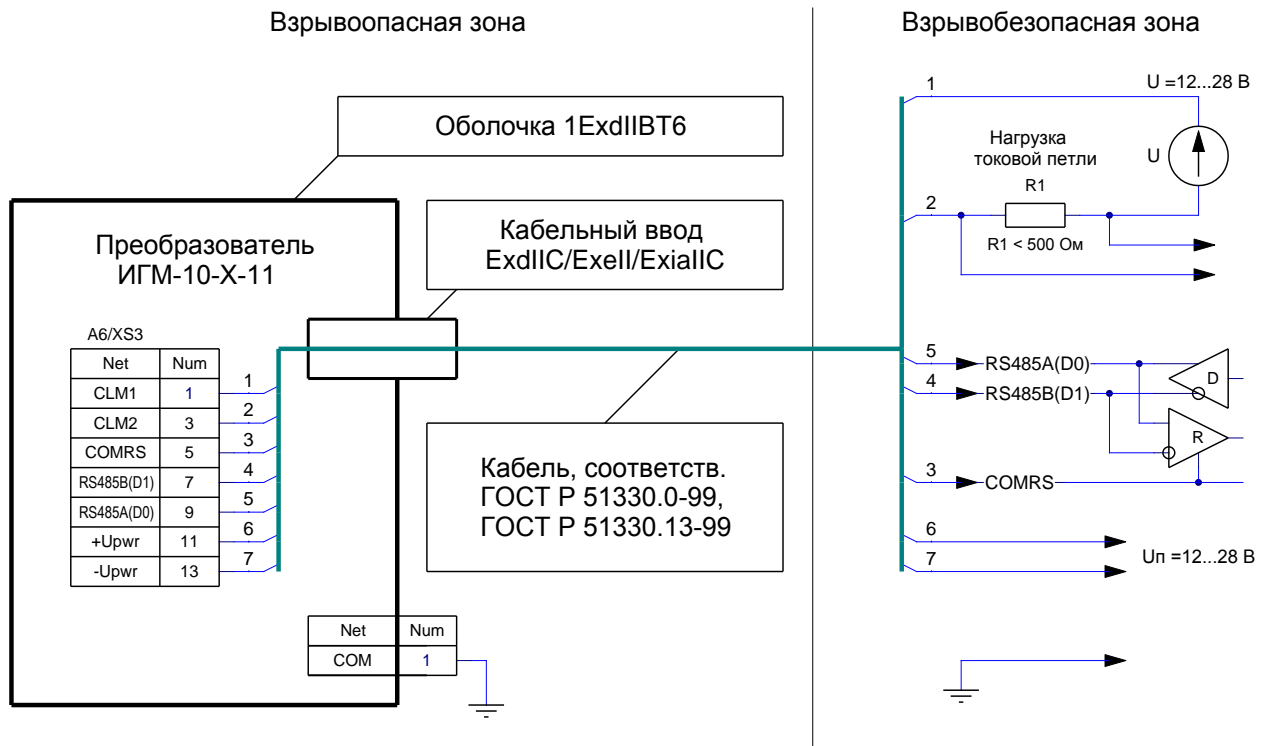 Взрывоопасная зона
Взрывобезопасная зона
Оболочка 1ExdIIBT6
Кабельный ввод
ExdIIC/ExeII/ExiaIIC
Преобразователь
ИГМ-10-Х-11
A6/XS3
Net Num
CLM1 1 1
CLM2 3 2
COMRS 5 3
RS485B(D1) 7 4
RS485A(D0) 9 5
+Upwr 11 6
-Upwr 13 7
Кабель, соответств.
ГОСТ Р 51330.0-99,
ГОСТ Р 51330.13-99
Net Num
COM 1
1
U =12...28 В
Нагрузка
токовой петли
U
R1
2
R1 < 500 Ом
5 RS485A(D0)
D
4 RS485B(D1)
R
3 COMRS
6
7
Uп =12...28 В